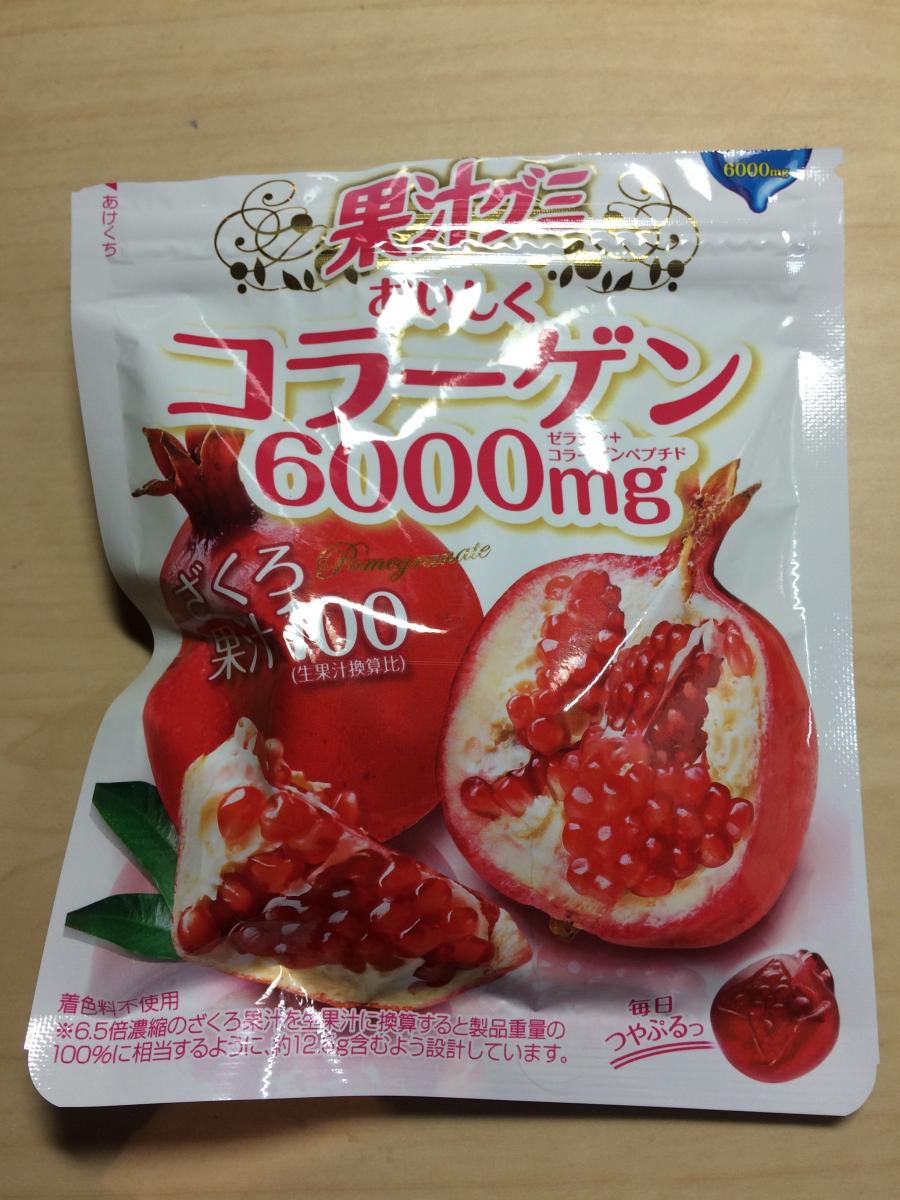 6000mg
あけくち
果汁グミ
おいしく
コラーゲン
6000mg
ゼラチン+
コラーゲンペプチド
Pomegranate
ざくろ
果汁100
(生果汁換算比)
着色料不使用
※6.5倍濃縮のざくろ果汁を生果汁に換算すると製品重量の
100%に相当するように、約12.5g含むよう設計しています。
毎日
つやぷるっ